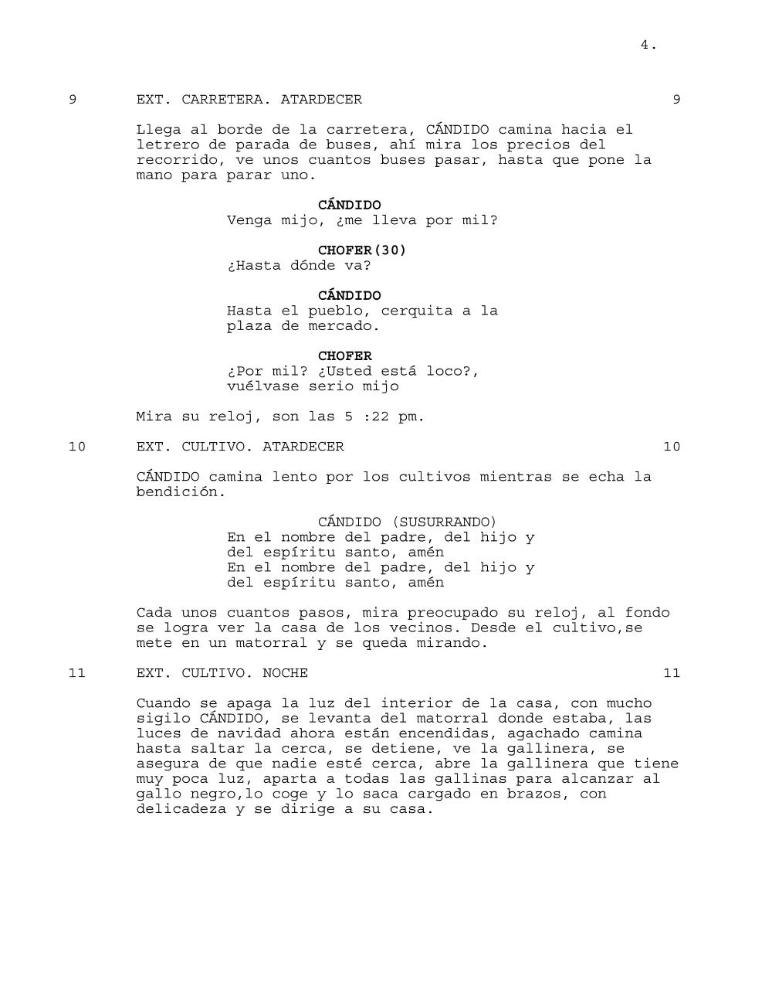 4.
9 EXT. CARRETERA. ATARDECER 9
Llega al borde de la carretera, CÁNDIDO camina hacia el
letrero de parada de buses, ahí mira los precios del
recorrido, ve unos cuantos buses pasar, hasta que pone la
mano para parar uno.
CÁNDIDO
Venga mijo, ¿me lleva por mil?
CHOFER(30)
¿Hasta dónde va?
CÁNDIDO
Hasta el pueblo, cerquita a la
plaza de mercado.
CHOFER
¿Por mil? ¿Usted está loco?,
vuélvase serio mijo
Mira su reloj, son las 5 :22 pm.
10 EXT. CULTIVO. ATARDECER 10
CÁNDIDO camina lento por los cultivos mientras se echa la
bendición.
CÁNDIDO (SUSURRANDO)
En el nombre del padre, del hijo y
del espíritu santo, amén
En el nombre del padre, del hijo y
del espíritu santo, amén
Cada unos cuantos pasos, mira preocupado su reloj, al fondo
se logra ver la casa de los vecinos. Desde el cultivo,se
mete en un matorral y se queda mirando.
11 EXT. CULTIVO. NOCHE 11
Cuando se apaga la luz del interior de la casa, con mucho
sigilo CÁNDIDO, se levanta del matorral donde estaba, las
luces de navidad ahora están encendidas, agachado camina
hasta saltar la cerca, se detiene, ve la gallinera, se
asegura de que nadie esté cerca, abre la gallinera que tiene
muy poca luz, aparta a todas las gallinas para alcanzar al
gallo negro,lo coge y lo saca cargado en brazos, con
delicadeza y se dirige a su casa.